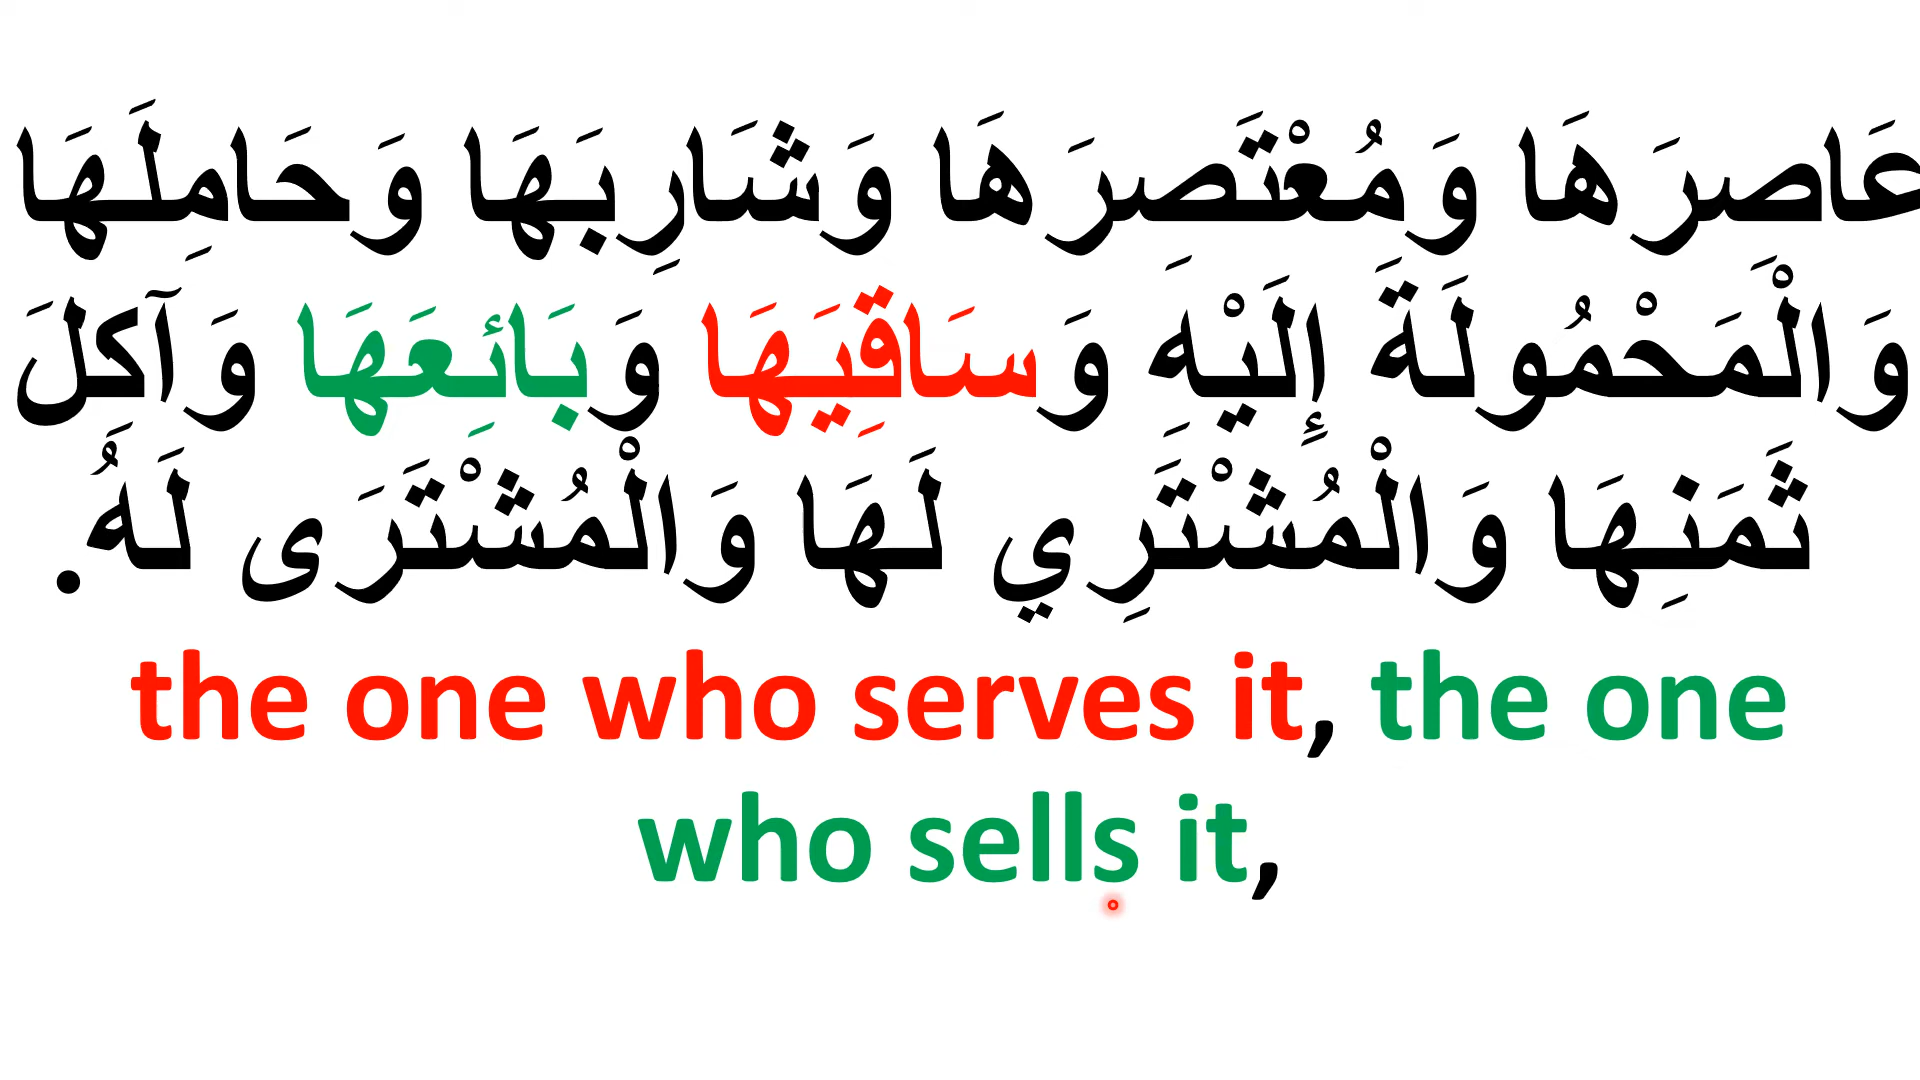 عَاصِرَهَا وَمُعْتَصِرَهَا وَشَارِبَهَا وَحَامِلَهَا
وَالْمَحْمُولَةَ إِلَيْهِ وَسَاقِيَهَا وَبَائِعَهَا وَآكلَ
ثَمَنِهَا وَالْمُشْتَرِي لَهَا وَالْمُشْتَرَى لَهُ.
the one who serves it, the one
who sells it,